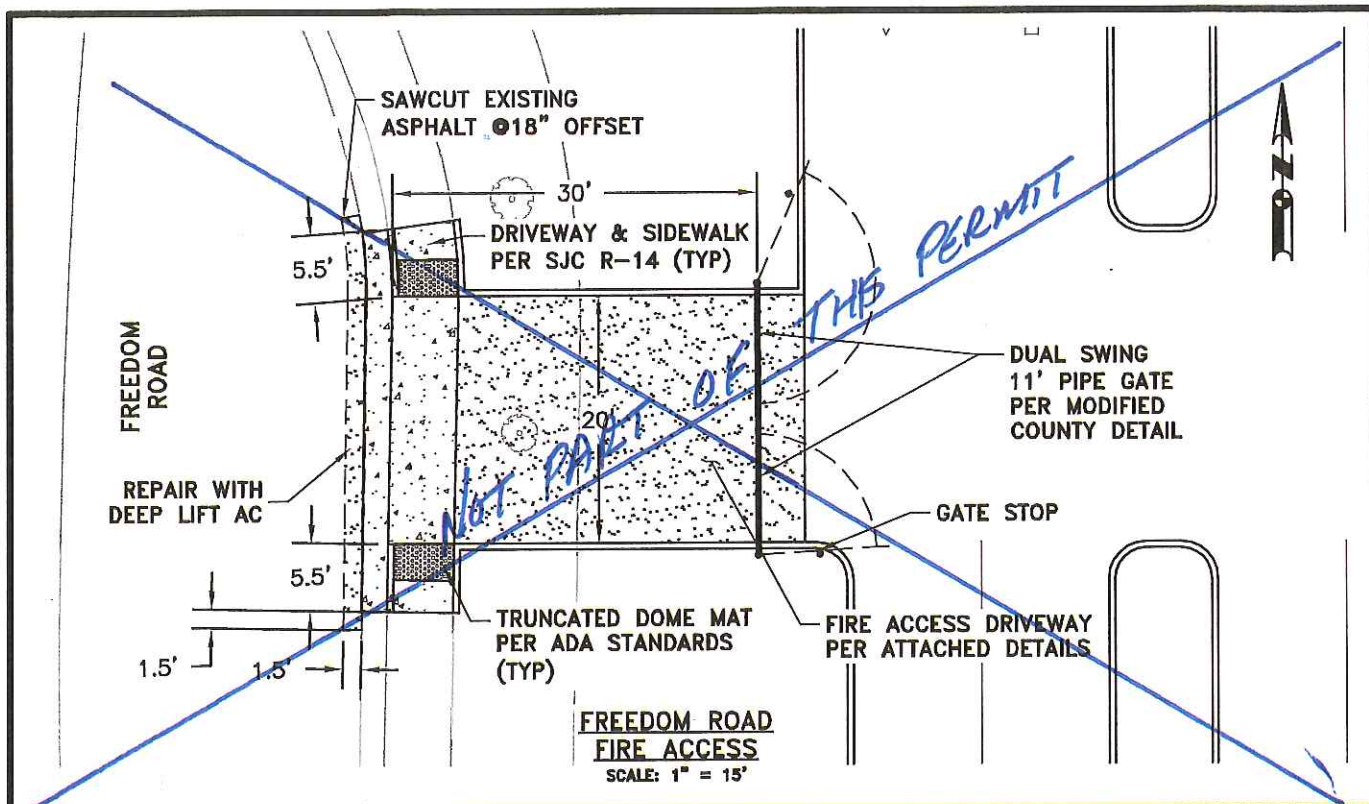 SAWCUT EXISTING
ASPHALT @18" OFFSET
30'
DRIVEWAY & SIDEWALK
PER SJC R-14 (TYP)
5.5'
N
FREEDOM
ROAD
20'
DUAL SWING
11' PIPE GATE
PER MODIFIED
COUNTY DETAIL
NOT PART OF THE PERMIT
REPAIR WITH
DEEP LIFT AC
GATE STOP
5.5'
TRUNCATED DOME MAT
PER ADA STANDARDS
(TYP)
FIRE ACCESS DRIVEWAY
PER ATTACHED DETAILS
1.5'
1.5'
FREEDOM ROAD
FIRE ACCESS
SCALE: 1" = 15'